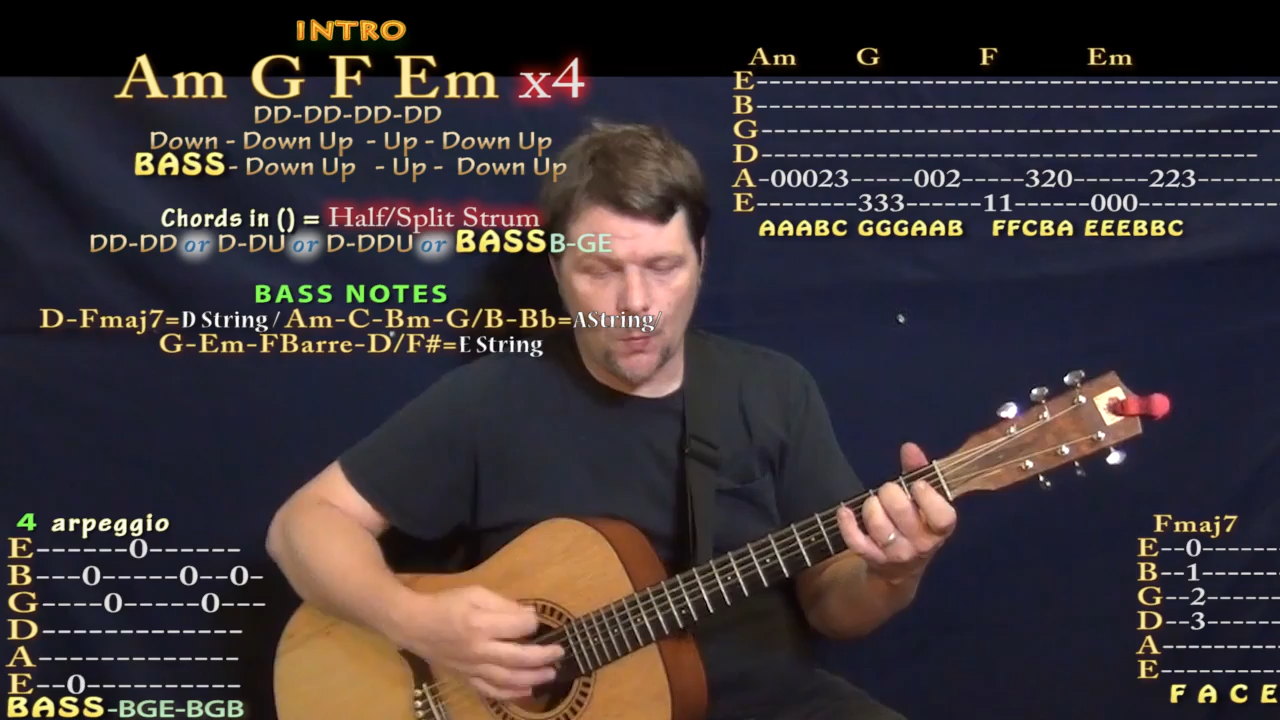 INTRO
Am G F Em x4
DD-DD-DD-DD
Down - Down Up - Up - Down Up
BASS - Down Up - Up - Down Up
Chords in () = Half/Split Strum
DD-DD or D-DU or D-DDU or BASS B-GE
BASS NOTES
D-Fmaj7=D String / Am-C-Bm-G/B-Bb=AString/
G-Em-FBarre-D/F#=E String
Am G F Em
E-----------------------------------------
B-----------------------------------------
G-----------------------------------------
D----------------------------------------
A-00023------002------320------223-------
E---------333-------11-------000----------
AAABC GGGAAB FFCBA EEEBBC
4 arpeggio
E------0------
B---0-----0--0-
G----0-----0---
D-------------
A-------------
E--0----------
BASS-BGE-BGB
Fmaj7
E--0-----
B--1-----
G--2-----
D--3-----
A--------
E--------
F A C E